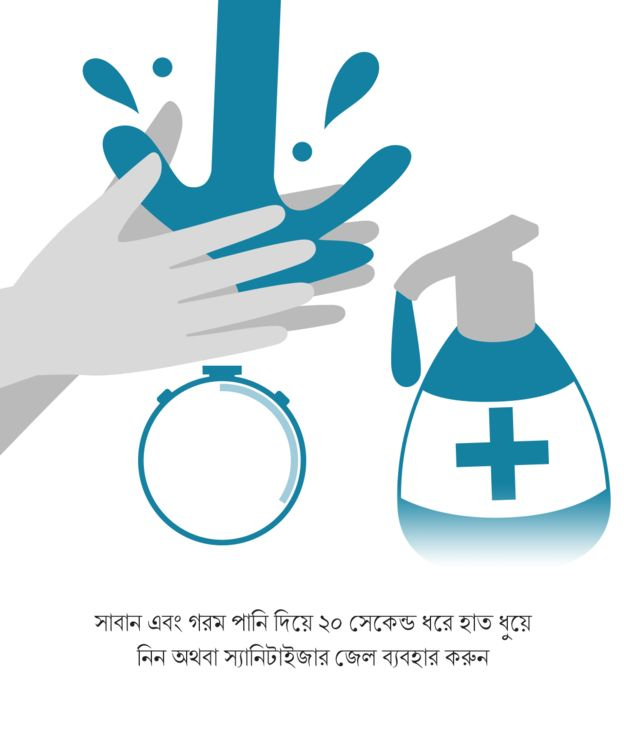 সাবান এবং গরম পানি দিয়ে ২০ সেকেন্ড ধরে হাত ধুয়ে
নিন অথবা স্যানিটাইজার জেল ব্যবহার করুন